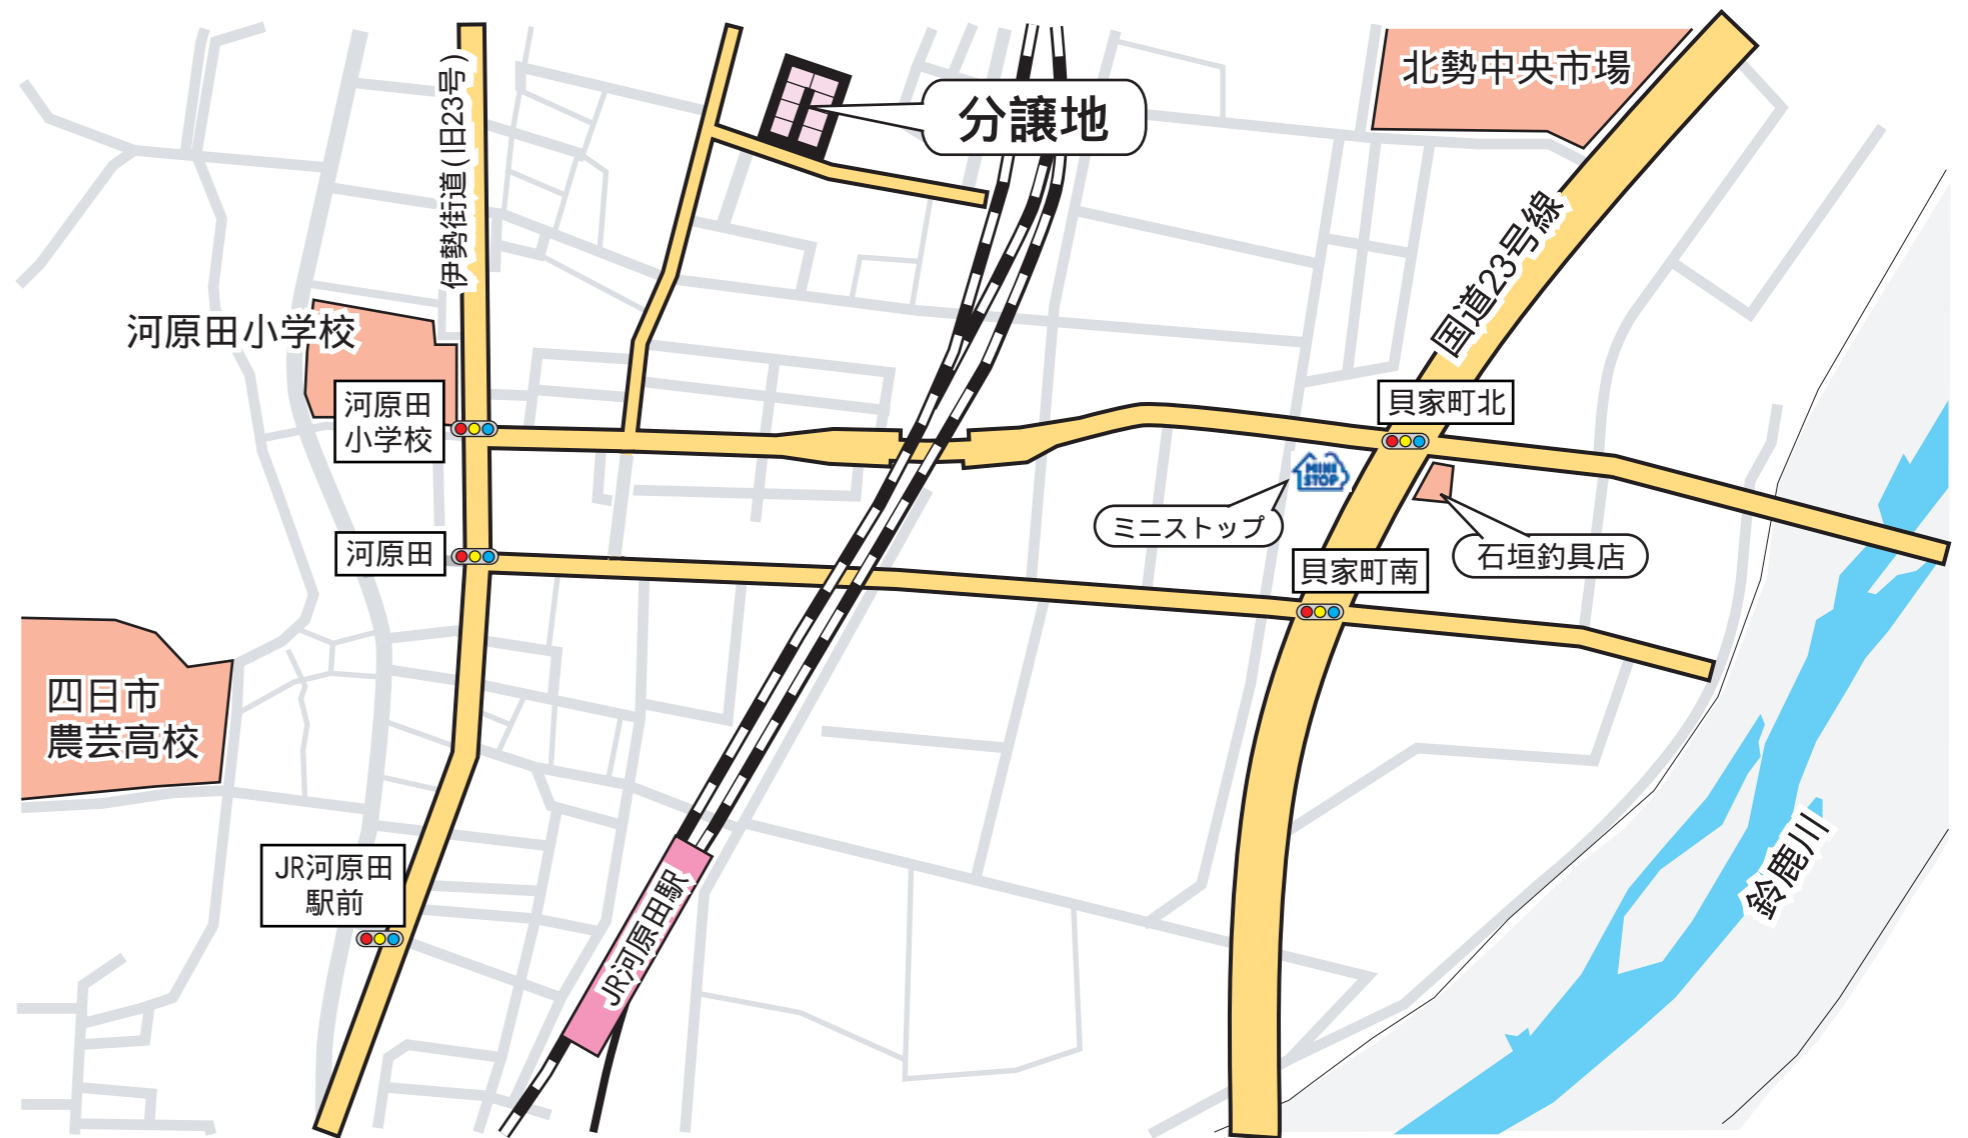 北勢中央市場
分譲地
伊勢街道(旧23号)
国道23号線
河原田小学校
河原田
小学校
貝家町北
MINI
STOP
ミニストップ
河原田
石垣釣具店
貝家町南
四日市
農芸高校
JR河原田
駅前
JR河原田駅
鈴鹿川